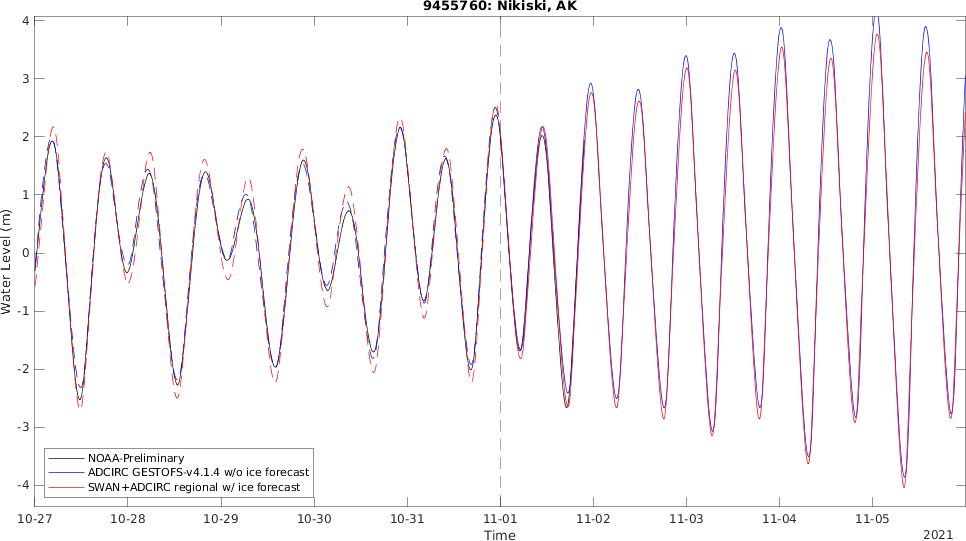 9455760: Nikiski, AK
4
3
2
1
0
-1
-2
-3
-4
Water Level (m)
NOAA-Preliminary
ADCIRC GESTOFS-v4.1.4 w/o ice forecast
SWAN+ADCIRC regional w/ ice forecast
10-27 10-28 10-29 10-30 10-31 11-01 11-02 11-03 11-04 11-05
Time
2021